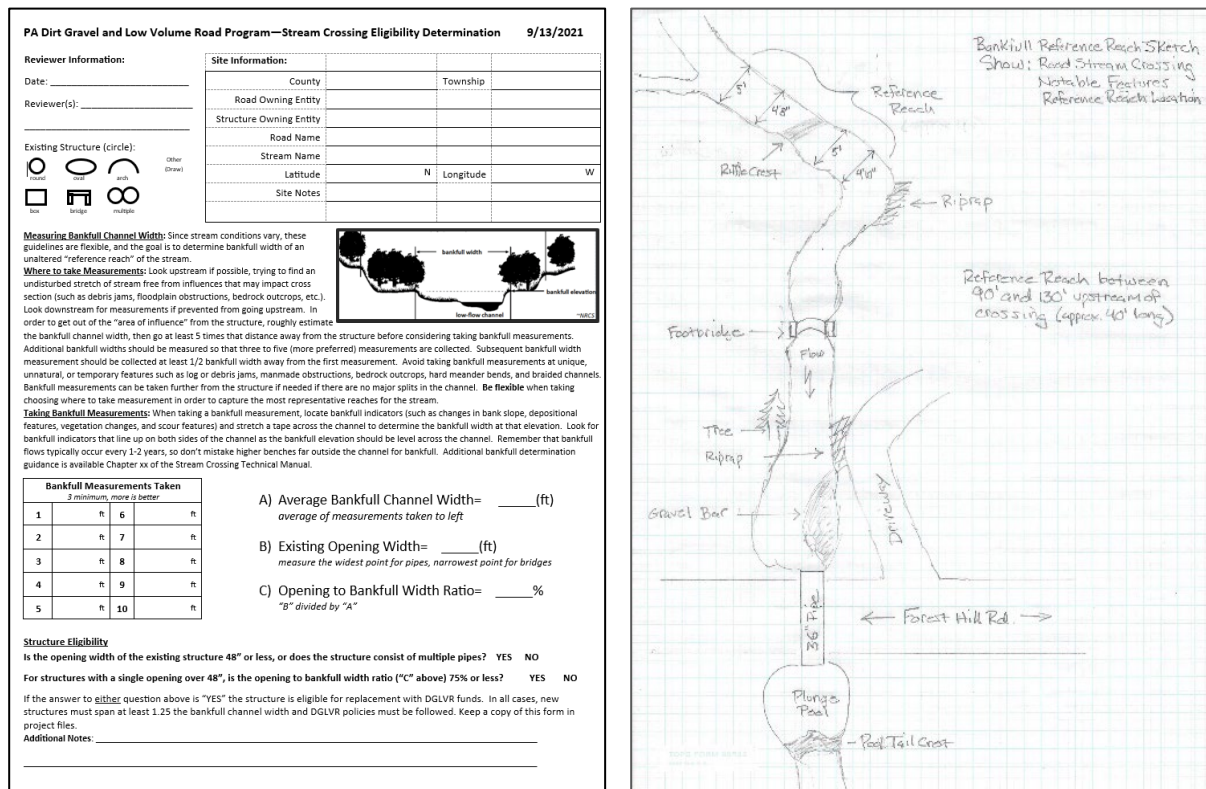 PA Dirt Gravel and Low Volume Road Program—Stream Crossing Eligibility Determination 9/13/2021
Reviewer Information:
Date: ____________________________
Reviewer(s): ______________________
__________________________________
Existing Structure (circle):
round
oval
arch
Other
(Draw)
box
bridge
multiple
Site Information:
County Township
Road Owning Entity
Structure Owning Entity
Road Name
Stream Name
Latitude N Longitude W
Site Notes
Measuring Bankfull Channel Width: Since stream conditions vary, these
guidelines are flexible, and the goal is to determine bankfull width of an
unaltered “reference reach” of the stream.
Where to take Measurements: Look upstream if possible, trying to find an
undisturbed stretch of stream free from influences that may impact cross
section (such as debris jams, floodplain obstructions, bedrock outcrops, etc.).
Look downstream for measurements if prevented from going upstream. In
order to get out of the “area of influence” from the structure, roughly estimate
the bankfull channel width, then go at least 5 times that distance away from the structure before considering taking bankfull measurements.
Additional bankfull widths should be measured so that three to five (more preferred) measurements are collected. Subsequent bankfull width
measurement should be collected at least 1/2 bankfull width away from the first measurement. Avoid taking bankfull measurements at unique,
unnatural, or temporary features such as log or debris jams, manmade obstructions, bedrock outcrops, hard meander bends, and braided channels.
Bankfull measurements can be taken further from the structure if needed if there are no major splits in the channel. Be flexible when taking
choosing where to take measurement in order to capture the most representative reaches for the stream.
bankfull width
bankfull elevation
low-flow channel
~NRCS
Taking Bankfull Measurements: When taking a bankfull measurement, locate bankfull indicators (such as changes in bank slope, depositional
features, vegetation changes, and scour features) and stretch a tape across the channel to determine the bankfull width at that elevation. Look for
bankfull indicators that line up on both sides of the channel as the bankfull elevation should be level across the channel. Remember that bankfull
flows typically occur every 1-2 years, so don’t mistake higher benches far outside the channel for bankfull. Additional bankfull determination
guidance is available Chapter xx of the Stream Crossing Technical Manual.
Bankfull Measurements Taken
3 minimum, more is better
1 ft 6 ft
2 ft 7 ft
3 ft 8 ft
4 ft 9 ft
5 ft 10 ft
A) Average Bankfull Channel Width= _____(ft)
average of measurements taken to left
B) Existing Opening Width= _____(ft)
measure the widest point for pipes, narrowest point for bridges
C) Opening to Bankfull Width Ratio= _____%
“B” divided by “A”
Structure Eligibility
Is the opening width of the existing structure 48” or less, or does the structure consist of multiple pipes? YES NO
For structures with a single opening over 48”, is the opening to bankfull width ratio (“C” above) 75% or less? YES NO
If the answer to either question above is “YES” the structure is eligible for replacement with DGLVR funds. In all cases, new
structures must span at least 1.25 the bankfull channel width and DGLVR policies must be followed. Keep a copy of this form in
project files.
Additional Notes: ____________________
Bankfull Reference Reach Sketch
Show: Road Stream Crossing
Notable Features
Reference Reach Location
5'
4'8"
Reference
Reach
5'
4'10"
Riffle Crest
Riprap
Reference Reach between
90' and 130' upstream of
crossing (approx. 40' long)
Footbridge
Flow
Tree
Riprap
Gravel Bar
Driveway
36" Pipe
Forest Hill Rd.
Plunge
Pool
Pool Tail Crest